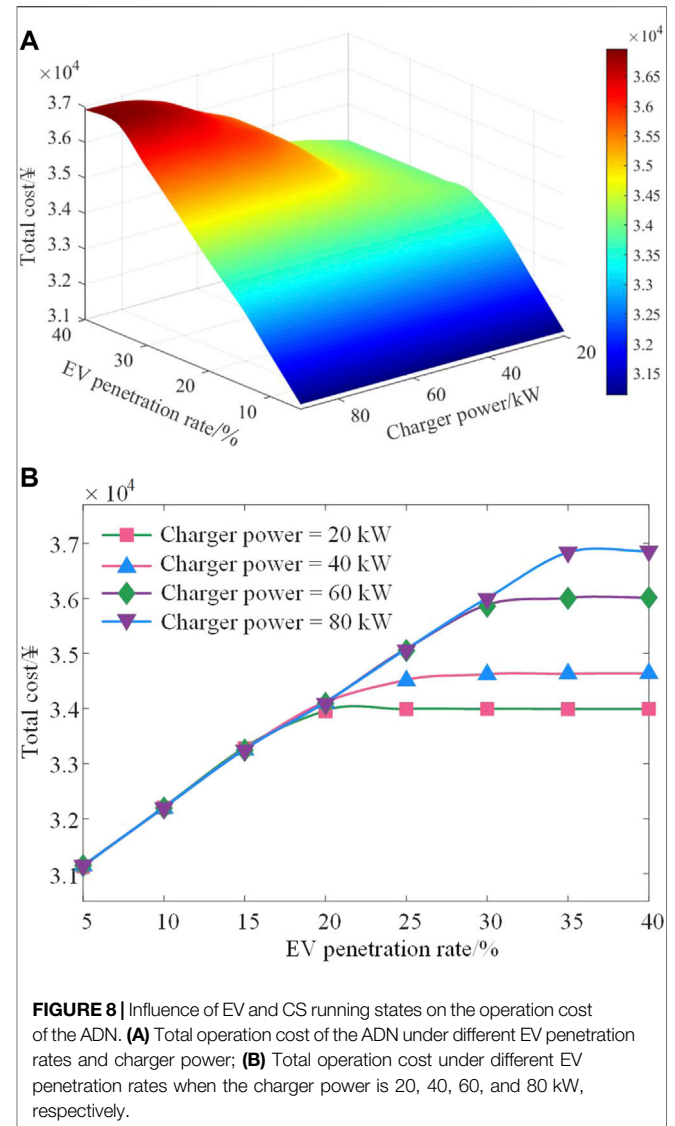 A
×10⁴
×10⁴
3.7
3.6
3.5
3.4
3.3
3.2
3.1
Total cost/¥
40
30
20
10
EV penetration rate/%
80
60
40
20
Charger power/kW
3.65
3.6
3.55
3.5
3.45
3.4
3.35
3.3
3.25
3.2
3.15
B
× 10⁴
Charger power = 20 kW
Charger power = 40 kW
Charger power = 60 kW
Charger power = 80 kW
3.7
3.6
3.5
3.4
3.3
3.2
3.1
Total cost/¥
5 10 15 20 25 30 35 40
EV penetration rate/%
FIGURE 8 | Influence of EV and CS running states on the operation cost
of the ADN. (A) Total operation cost of the ADN under different EV penetration
rates and charger power; (B) Total operation cost under different EV
penetration rates when the charger power is 20, 40, 60, and 80 kW,
respectively.